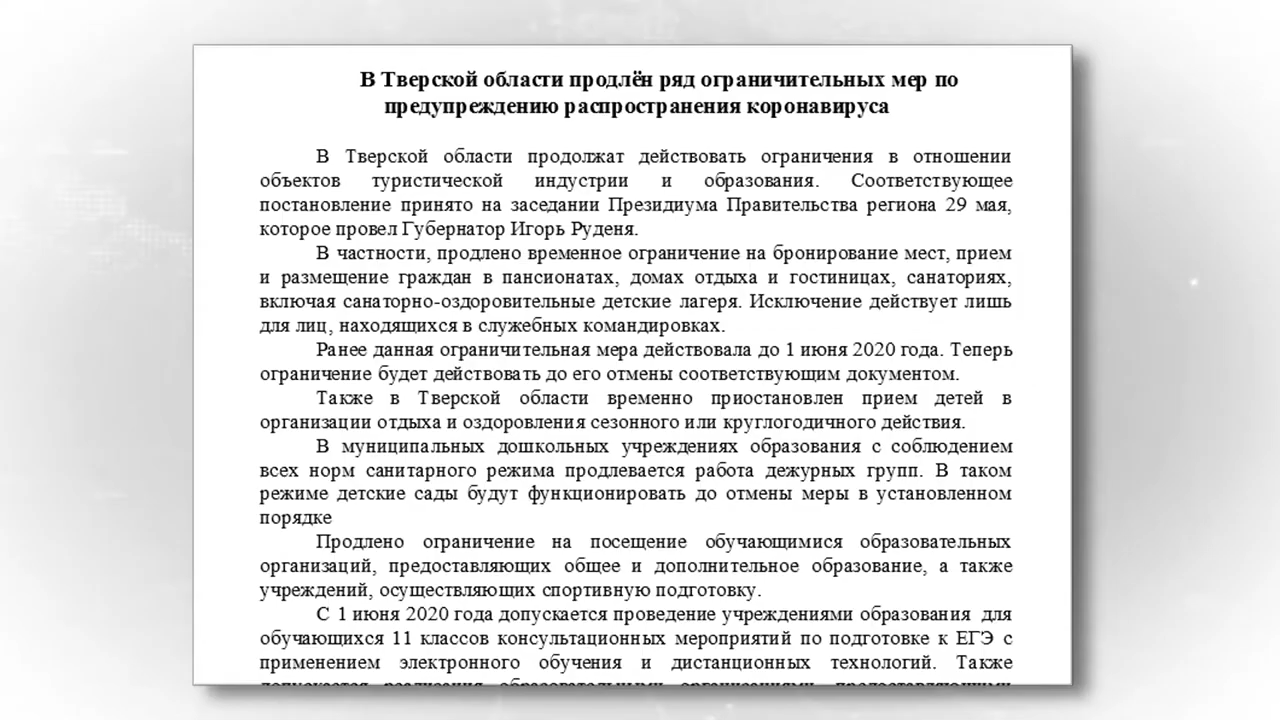 В Тверской области продлён ряд ограничительных мер по
предупреждению распространения коронавируса
В Тверской области продолжат действовать ограничения в отношении
объектов туристической индустрии и образования. Соответствующее
постановление принято на заседании Президиума Правительства региона 29 мая,
которое провел Губернатор Игорь Руденя.
В частности, продлено временное ограничение на бронирование мест, прием
и размещение граждан в пансионатах, домах отдыха и гостиницах, санаториях,
включая санаторно-оздоровительные детские лагеря. Исключение действует лишь
для лиц, находящихся в служебных командировках.
Ранее данная ограничительная мера действовала до 1 июня 2020 года. Теперь
ограничение будет действовать до его отмены соответствующим документом.
Также в Тверской области временно приостановлен прием детей в
организации отдыха и оздоровления сезонного или круглогодичного действия.
В муниципальных дошкольных учреждениях образования с соблюдением
всех норм санитарного режима продлевается работа дежурных групп. В таком
режиме детские сады будут функционировать до отмены меры в установленном
порядке
Продлено ограничение на посещение обучающимися образовательных
организаций, предоставляющих общее и дополнительное образование, а также
учреждений, осуществляющих спортивную подготовку.
С 1 июня 2020 года допускается проведение учреждениями образования для
обучающихся 11 классов консультационных мероприятий по подготовке к ЕГЭ с
применением электронного обучения и дистанционных технологий. Также